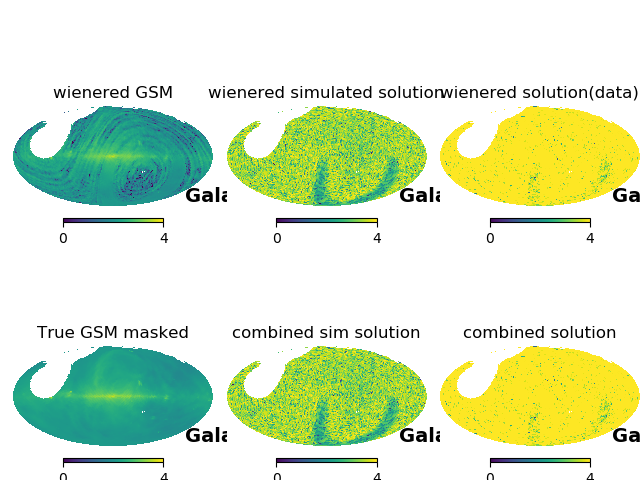 wienered GSM
wienered simulated solution
wienered solution(data)
Gala
Gala
Ga
0 4
0 4
0 4
True GSM masked
combined sim solution
combined solution
Gala
Gala
Ga
0 4
0 4
0 4